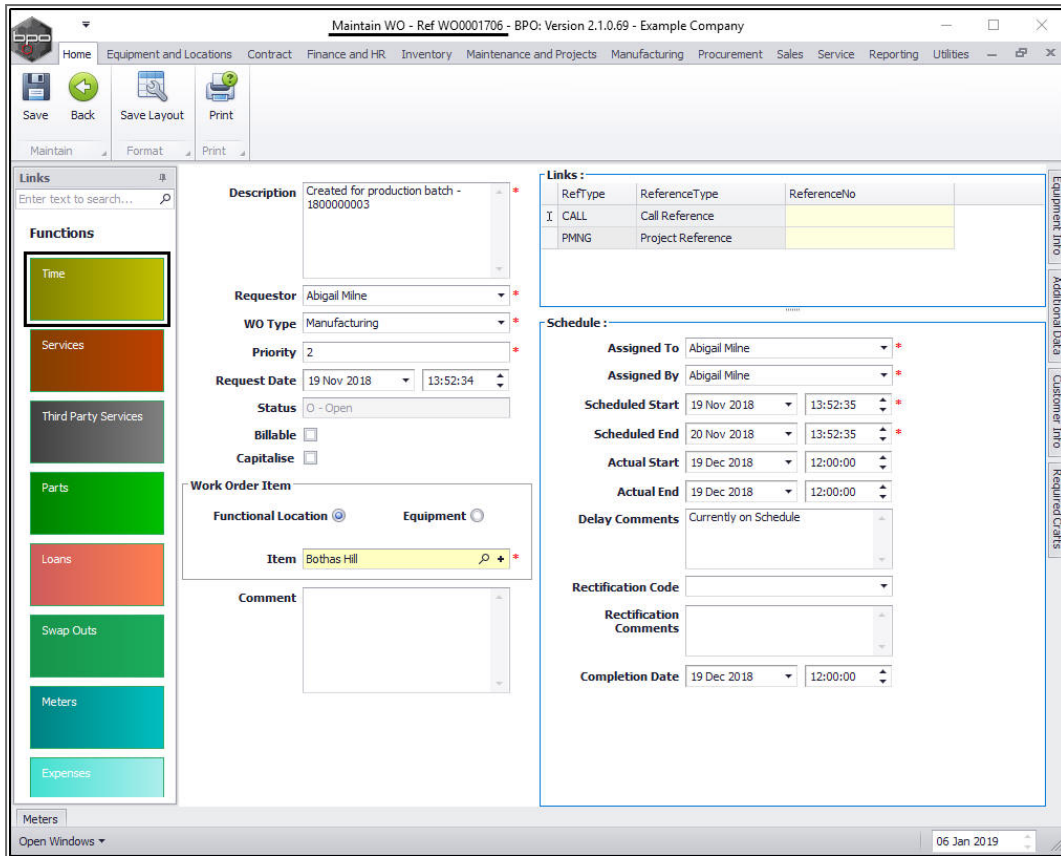 Maintain WO - Ref WO0001706 - BPO: Version 2.1.0.69 - Example Company
bpo
Home Equipment and Locations Contract Finance and HR Inventory Maintenance and Projects Manufacturing Procurement Sales Service Reporting Utilities
Save Back Save Layout Print
Maintain Format Print
Links
Enter text to search...
Functions
Time
Services
Third Party Services
Parts
Loans
Swap Outs
Meters
Expenses
Description Created for production batch -
1800000003 *
Requestor Abigail Milne *
WO Type Manufacturing *
Priority 2 *
Request Date 19 Nov 2018 13:52:34
Status O - Open
Billable
Capitalise
Work Order Item
Functional Location Equipment
Item Bothas Hill *
Comment
Links :
RefType ReferenceType ReferenceNo
CALL Call Reference
PMNG Project Reference
Schedule :
Assigned To Abigail Milne *
Assigned By Abigail Milne *
Scheduled Start 19 Nov 2018 13:52:35 *
Scheduled End 20 Nov 2018 13:52:35 *
Actual Start 19 Dec 2018 12:00:00
Actual End 19 Dec 2018 12:00:00
Delay Comments Currently on Schedule
Rectification Code
Rectification
Comments
Completion Date 19 Dec 2018 12:00:00
Equipment Info
Additional Data
Customer Info
Required Crafts
Meters
Open Windows 06 Jan 2019